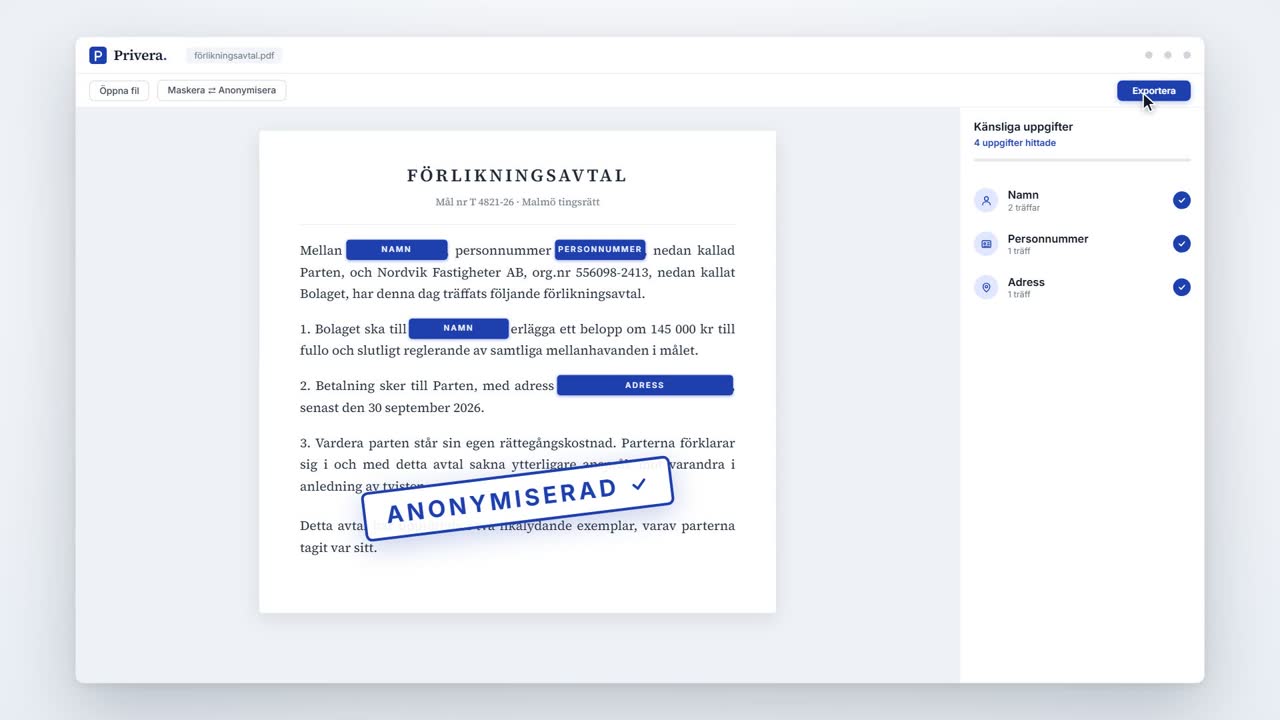 P Privera. förlikningsavtal.pdf
Öppna fil Maskera ⇄ Anonymisera Exportera
FÖRLIKNINGSAVTAL
Mål nr T 4821-26 · Malmö tingsrätt
Mellan NAMN personnummer PERSONNUMMER, nedan kallad
Parten, och Nordvik Fastigheter AB, org.nr 556098-2413, nedan kallat
Bolaget, har denna dag träffats följande förlikningsavtal.
1. Bolaget ska till NAMN erlägga ett belopp om 145 000 kr till
fullo och slutligt reglerande av samtliga mellanhavanden i målet.
2. Betalning sker till Parten, med adress ADRESS,
senast den 30 september 2026.
3. Vardera parten står sin egen rättegångskostnad. Parterna förklarar
sig i och med detta avtal sakna ytterligare varandra i
anledning av tvisten
ANONYMISERAD ✓
Detta likalydande exemplar, varav parterna
tagit var sitt.
Känsliga uppgifter
4 uppgifter hittade
Namn
2 träffar
Personnummer
1 träff
Adress
1 träff